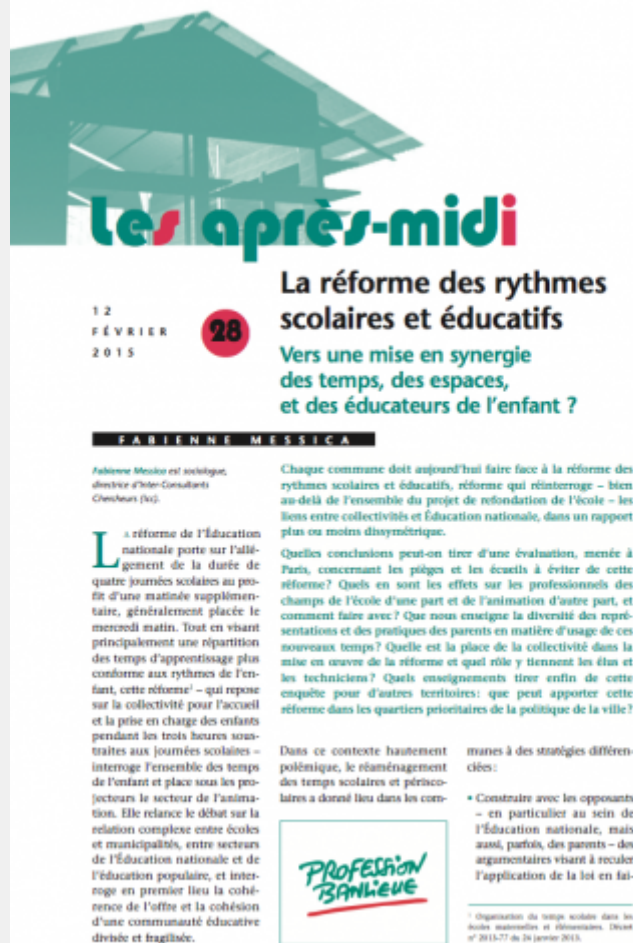 Les après-midi
La réforme des rythmes
scolaires et éducatifs
12
FÉVRIER
2015
28
Vers une mise en synergie
des temps, des espaces,
et des éducateurs de l'enfant ?
FABIENNE MESSICA
Fabienne Messica est sociologue,
directrice d'Inter-Consultants
Chercheurs (Icc).
LA réforme de l'Éducation
nationale porte sur l'allé-
gement de la durée de
quatre journées scolaires au pro-
fit d'une matinée supplémen-
taire, généralement placée le
mercredi matin. Tout en visant
principalement une répartition
des temps d'apprentissage plus
conforme aux rythmes de l'en-
fant, cette réforme¹ – qui repose
sur la collectivité pour l'accueil
et la prise en charge des enfants
pendant les trois heures sous-
traites aux journées scolaires –
interroge l'ensemble des temps
de l'enfant et place sous les pro-
jecteurs le secteur de l'anima-
tion. Elle relance le débat sur la
relation complexe entre écoles
et municipalités, entre secteurs
de l'Éducation nationale et de
l'éducation populaire, et inter-
roge en premier lieu la cohé-
rence de l'offre et la cohésion
d'une communauté éducative
divisée et fragilisée.
Chaque commune doit aujourd'hui faire face à la réforme des
rythmes scolaires et éducatifs, réforme qui réinterroge – bien
au-delà de l'ensemble du projet de refondation de l'école – les
liens entre collectivités et Éducation nationale, dans un rapport
plus ou moins dissymétrique.
Quelles conclusions peut-on tirer d'une évaluation, menée à
Paris, concernant les pièges et les écueils à éviter de cette
réforme? Quels en sont les effets sur les professionnels des
champs de l'école d'une part et de l'animation d'autre part, et
comment faire avec? Que nous enseigne la diversité des repré-
sentations et des pratiques des parents en matière d'usage de ces
nouveaux temps? Quelle est la place de la collectivité dans la
mise en œuvre de la réforme et quel rôle y tiennent les élus et
les techniciens? Quels enseignements tirer enfin de cette
enquête pour d'autres territoires: que peut apporter cette
réforme dans les quartiers prioritaires de la politique de la ville?
Dans ce contexte hautement
polémique, le réaménagement
des temps scolaires et périsco-
laires a donné lieu dans les com-
munes à des stratégies différen-
ciées:
• Construire avec les opposants
– en particulier au sein de
l'Éducation nationale, mais
aussi, parfois, des parents – des
argumentaires visant à reculer
l'application de la loi en fai-
PROFESSION
BANLIEUE
¹ Organisation du temps scolaire dans les
écoles maternelles et élémentaires. Décret
n° 2013-77 du 24 janvier 2013.